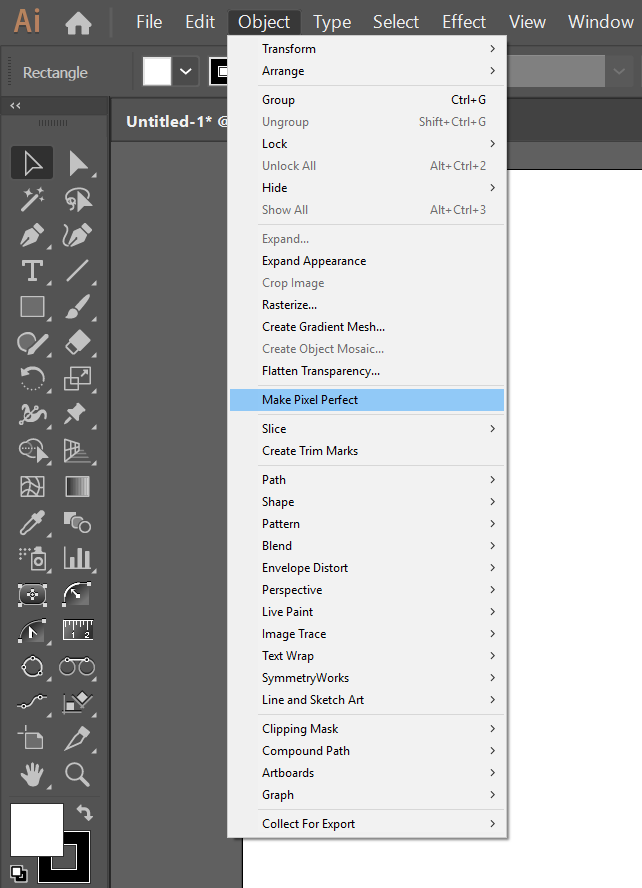 Ai File Edit Object Type Select Effect View Window
Rectangle
Untitled-1* @
Transform
Arrange
Group Ctrl+G
Ungroup Shift+Ctrl+G
Lock
Unlock All Alt+Ctrl+2
Hide
Show All Alt+Ctrl+3
Expand...
Expand Appearance
Crop Image
Rasterize...
Create Gradient Mesh...
Create Object Mosaic...
Flatten Transparency...
Make Pixel Perfect
Slice
Create Trim Marks
Path
Shape
Pattern
Blend
Envelope Distort
Perspective
Live Paint
Image Trace
Text Wrap
SymmetryWorks
Line and Sketch Art
Clipping Mask
Compound Path
Artboards
Graph
Collect For Export